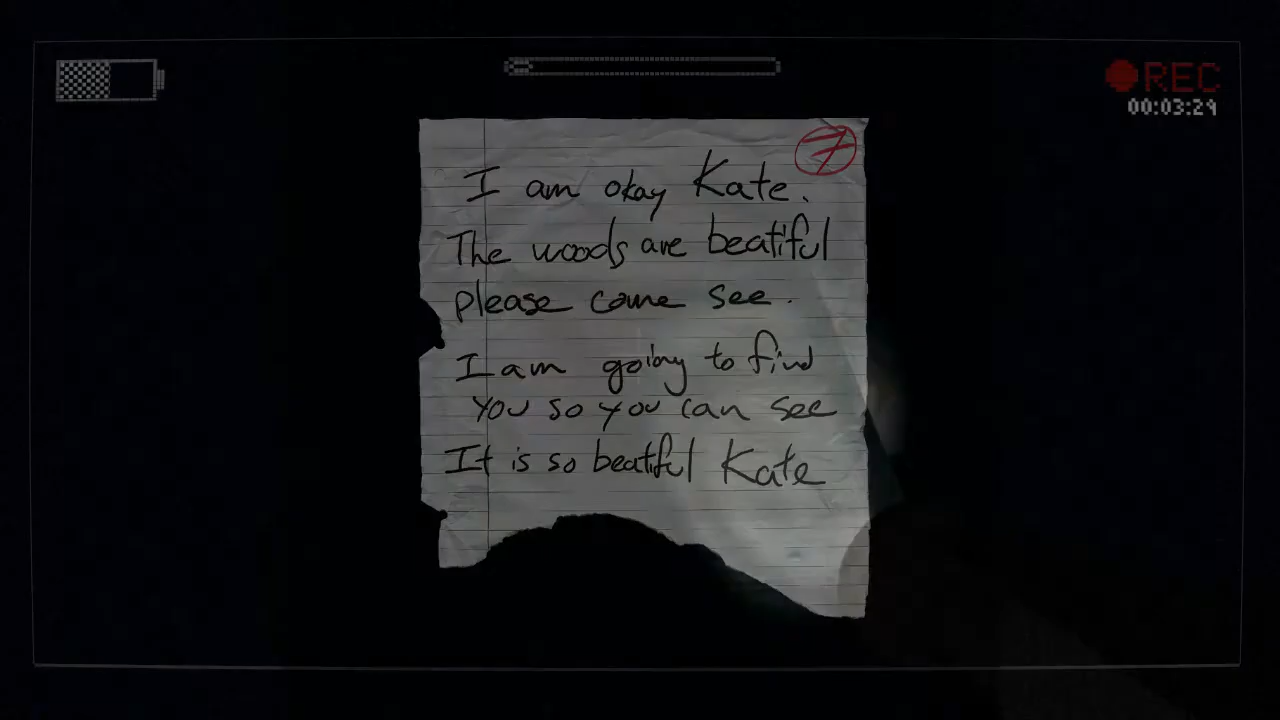 REC
00:03:29
7
I am okay Kate.
The woods are beatiful
please come see.
I am going to find
you so you can see
It is so beatiful Kate